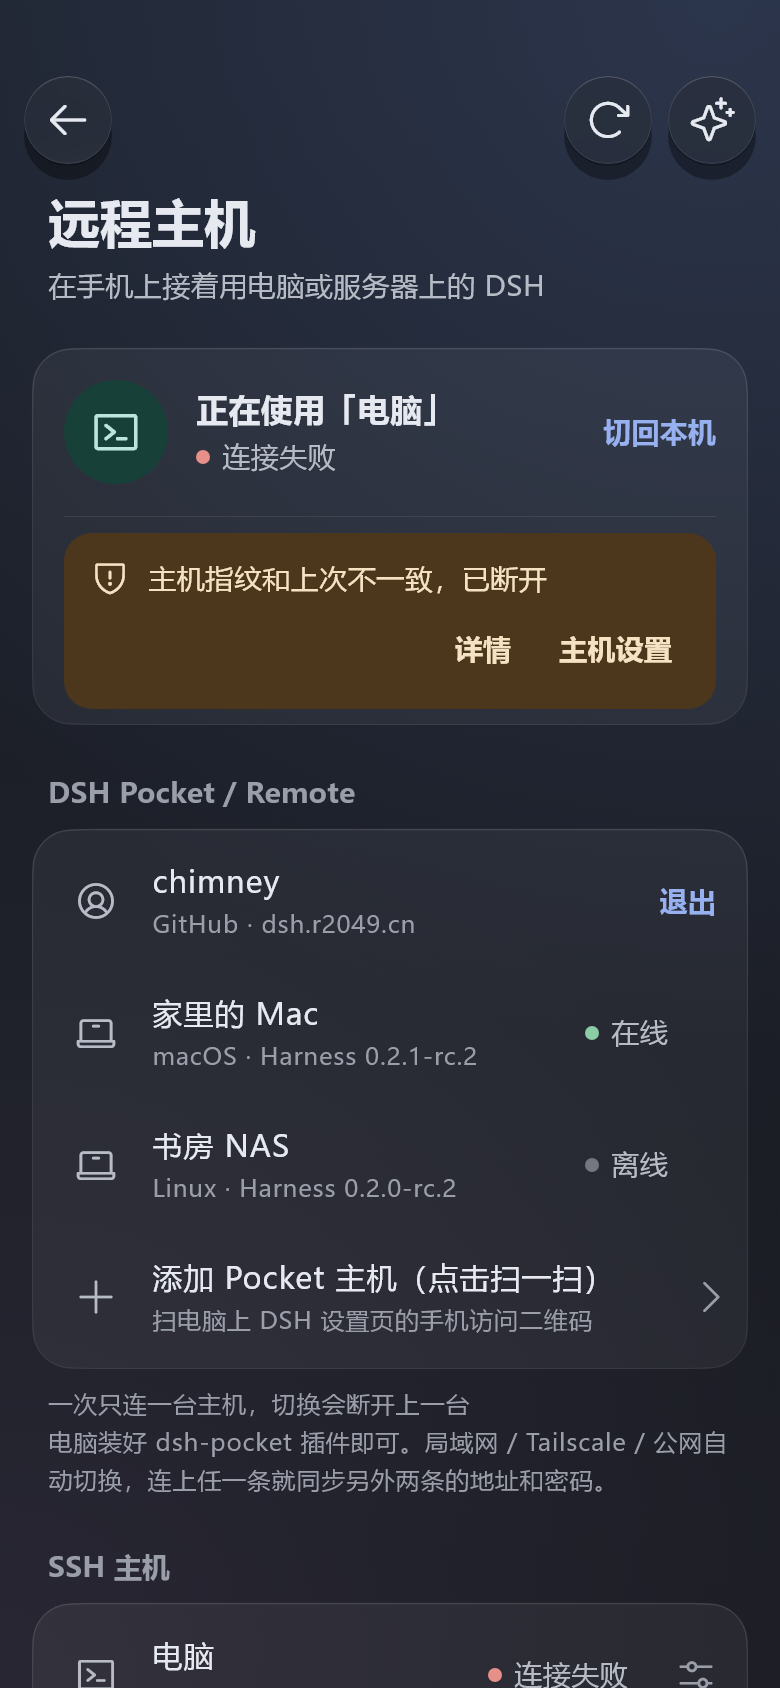 远程主机
在手机上接着用电脑或服务器上的 DSH
正在使用「电脑」
连接失败
切回本机
主机指纹和上次不一致，已断开
详情
主机设置
DSH Pocket / Remote
chimney
GitHub · dsh.r2049.cn
退出
家里的 Mac
macOS · Harness 0.2.1-rc.2
在线
书房 NAS
Linux · Harness 0.2.0-rc.2
离线
添加 Pocket 主机（点击扫一扫）
扫电脑上 DSH 设置页的手机访问二维码
一次只连一台主机，切换会断开上一台
电脑装好 dsh-pocket 插件即可。局域网 / Tailscale / 公网自
动切换，连上任一条就同步另外两条的地址和密码。
SSH 主机
电脑
连接失败